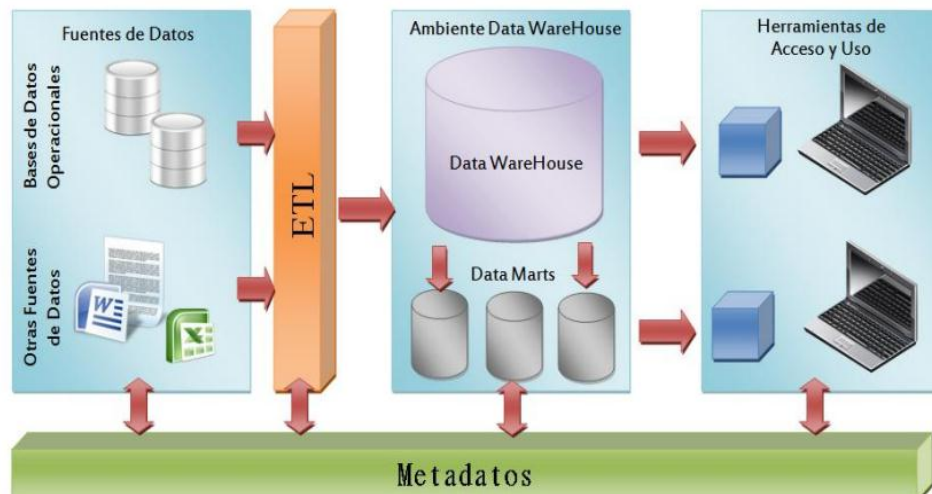 Fuentes de Datos
Bases de Datos
Operacionales
Otras Fuentes
de Datos
W
X
ETL
Ambiente Data WareHouse
Data WareHouse
Data Marts
Herramientas de
Acceso y Uso
Metadatos